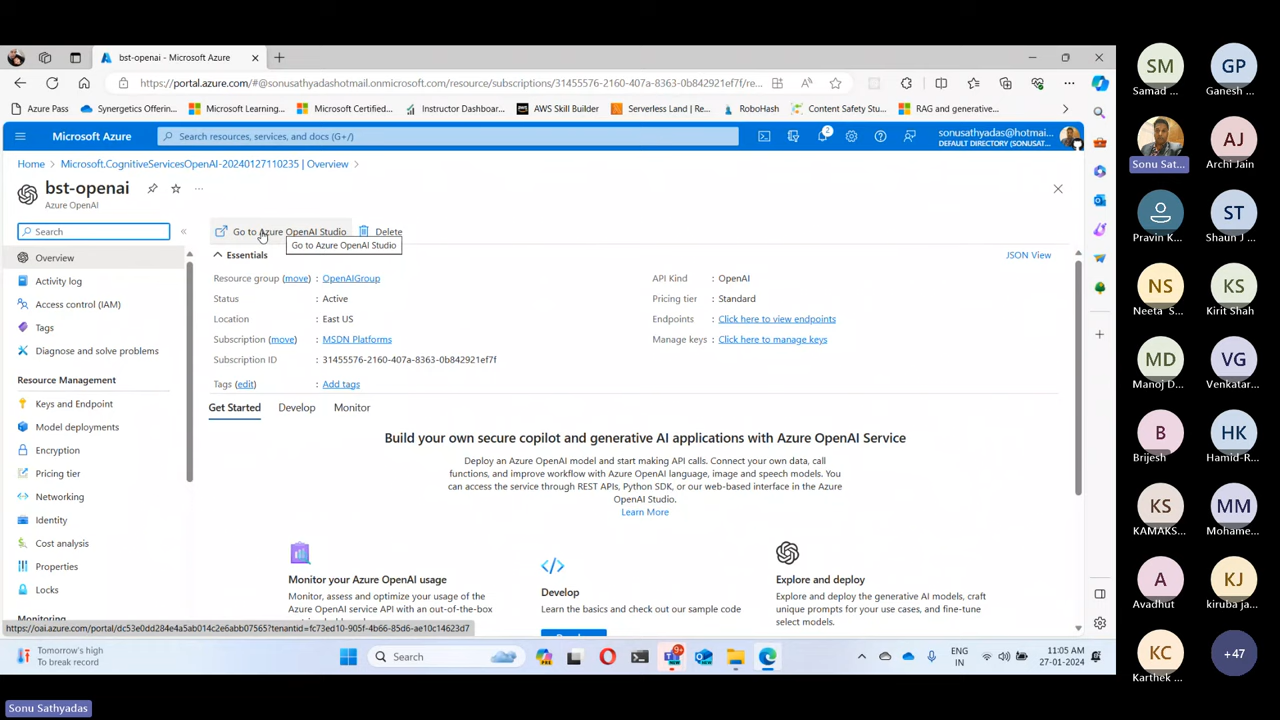 bst-openai - Microsoft Azure
https://portal.azure.com/#@sonusathyadashotmail.onmicrosoft.com/resource/subscriptions/31455576-2160-407a-8363-0b842921ef7f/re...
Azure Pass
Synergetics Offering...
Microsoft Learning...
Microsoft Certified...
Instructor Dashboar...
AWS Skill Builder
Serverless Land | Re...
RoboHash
Content Safety Stu...
RAG and generative...
Microsoft Azure
Search resources, services, and docs (G+/)
2
sonusathyadas@hotmai...
DEFAULT DIRECTORY (SONUSAT...
Home > Microsoft.CognitiveServicesOpenAI-20240127110235 | Overview >
bst-openai
Azure OpenAI
Search
Overview
Activity log
Access control (IAM)
Tags
Diagnose and solve problems
Resource Management
Keys and Endpoint
Model deployments
Encryption
Pricing tier
Networking
Identity
Cost analysis
Properties
Locks
Monitoring
Go to Azure OpenAI Studio
Delete
Go to Azure OpenAI Studio
Essentials
JSON View
Resource group (move) : OpenAIGroup
Status : Active
Location : East US
Subscription (move) : MSDN Platforms
Subscription ID : 31455576-2160-407a-8363-0b842921ef7f
Tags (edit) : Add tags
API Kind : OpenAI
Pricing tier : Standard
Endpoints : Click here to view endpoints
Manage keys : Click here to manage keys
Get Started
Develop
Monitor
Build your own secure copilot and generative AI applications with Azure OpenAI Service
Deploy an Azure OpenAI model and start making API calls. Connect your own data, call
functions, and improve workflow with Azure OpenAI language, image and speech models. You
can access the service through REST APIs, Python SDK, or our web-based interface in the Azure
OpenAI Studio.
Learn More
Monitor your Azure OpenAI usage
Monitor, assess and optimize your usage of the
Azure OpenAI service API with an out-of-the-box
Develop
Learn the basics and check out our sample code
Explore and deploy
Explore and deploy the generative AI models, craft
unique prompts for your use cases, and fine-tune
select models.
https://oai.azure.com/portal/dc53e0dd284e4a5ab014c2e6abb07565?tenantid=fc73ed10-905f-4b66-85d6-ae10c14623d7
Tomorrow's high
To break record
Search
9+
ENG
IN
11:05 AM
27-01-2024
SM
Samad ...
GP
Ganesh ...
Sonu Sat...
AJ
Archi Jain
Pravin K...
ST
Shaun J ...
NS
Neeta S...
KS
Kirit Shah
MD
Manoj D...
VG
Venkatar...
B
Brijesh
HK
Hamid-R...
KS
KAMAKS...
MM
Mohame...
A
Avadhut
KJ
kiruba ja...
KC
Karthek ...
+47
Sonu Sathyadas